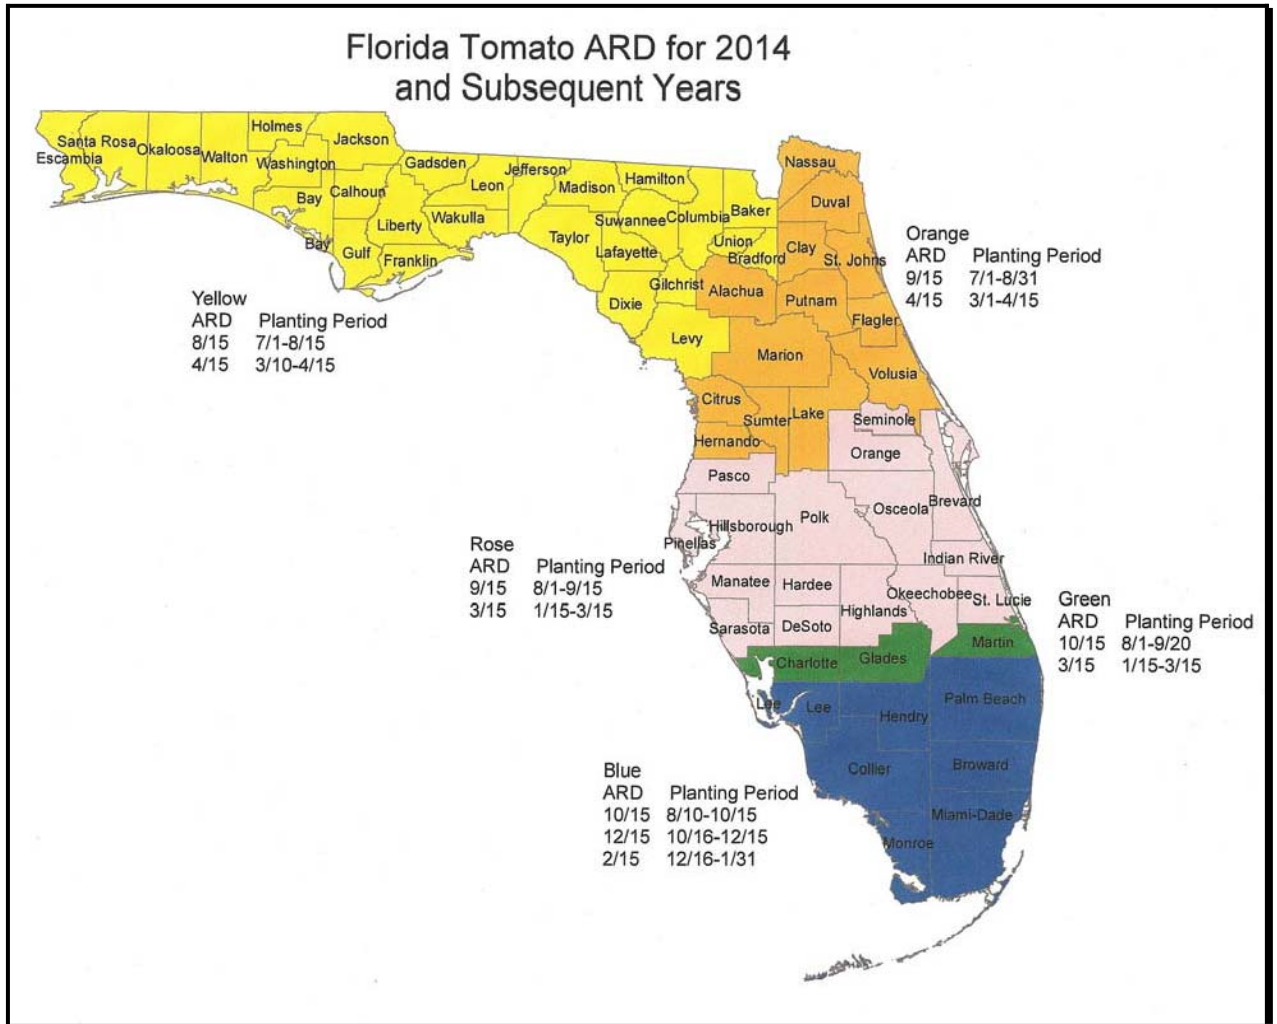 Florida Tomato ARD for 2014
and Subsequent Years
Holmes
Jackson
Santa Rosa
Okaloosa
Walton
Escambia
Washington
Gadsden
Jefferson
Leon
Madison
Hamilton
Nassau
Bay
Calhoun
Liberty
Wakulla
Suwannee
Columbia
Baker
Duval
Taylor
Lafayette
Union
Bradford
Clay
St. Johns
Bay
Gulf
Franklin
Gilchrist
Alachua
Putnam
Dixie
Flagler
Levy
Marion
Volusia
Citrus
Sumter
Lake
Seminole
Hernando
Orange
Pasco
Polk
Osceola
Brevard
Hillsborough
Pinellas
Indian River
Manatee
Hardee
Okeechobee
St. Lucie
Highlands
Sarasota
DeSoto
Martin
Charlotte
Glades
Lee
Lee
Hendry
Palm Beach
Collier
Broward
Miami-Dade
Monroe
Yellow
ARD Planting Period
8/15 7/1-8/15
4/15 3/10-4/15
Orange
ARD Planting Period
9/15 7/1-8/31
4/15 3/1-4/15
Rose
ARD Planting Period
9/15 8/1-9/15
3/15 1/15-3/15
Green
ARD Planting Period
10/15 8/1-9/20
3/15 1/15-3/15
Blue
ARD Planting Period
10/15 8/10-10/15
12/15 10/16-12/15
2/15 12/16-1/31